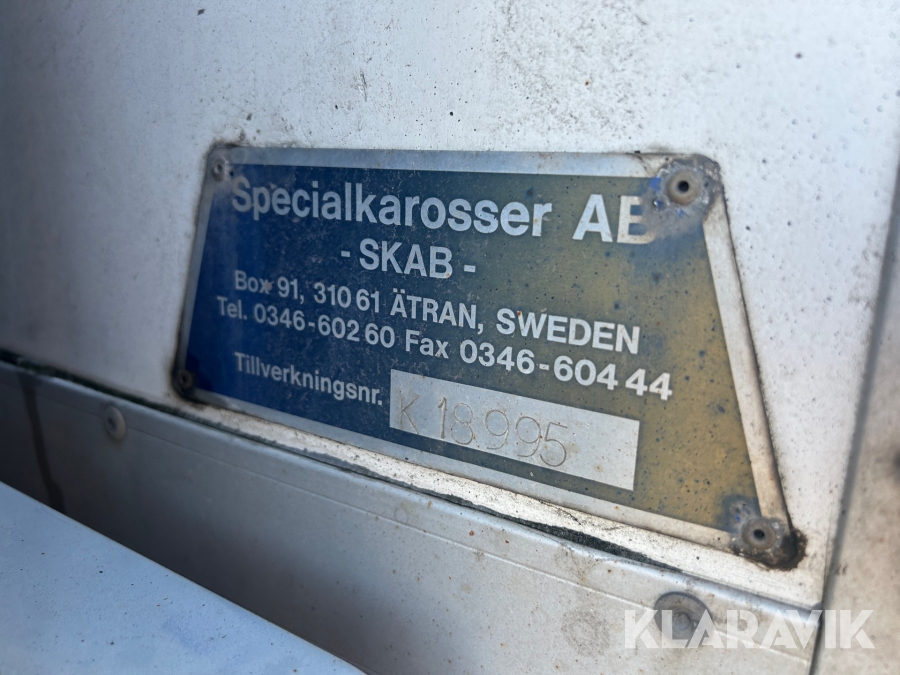 Specialkarosser AB
- SKAB -
Box 91, 310 61 ÄTRAN, SWEDEN
Tel. 0346-602 60 Fax 0346-604 44
Tillverkningsnr. K 18995
KLARAVIK